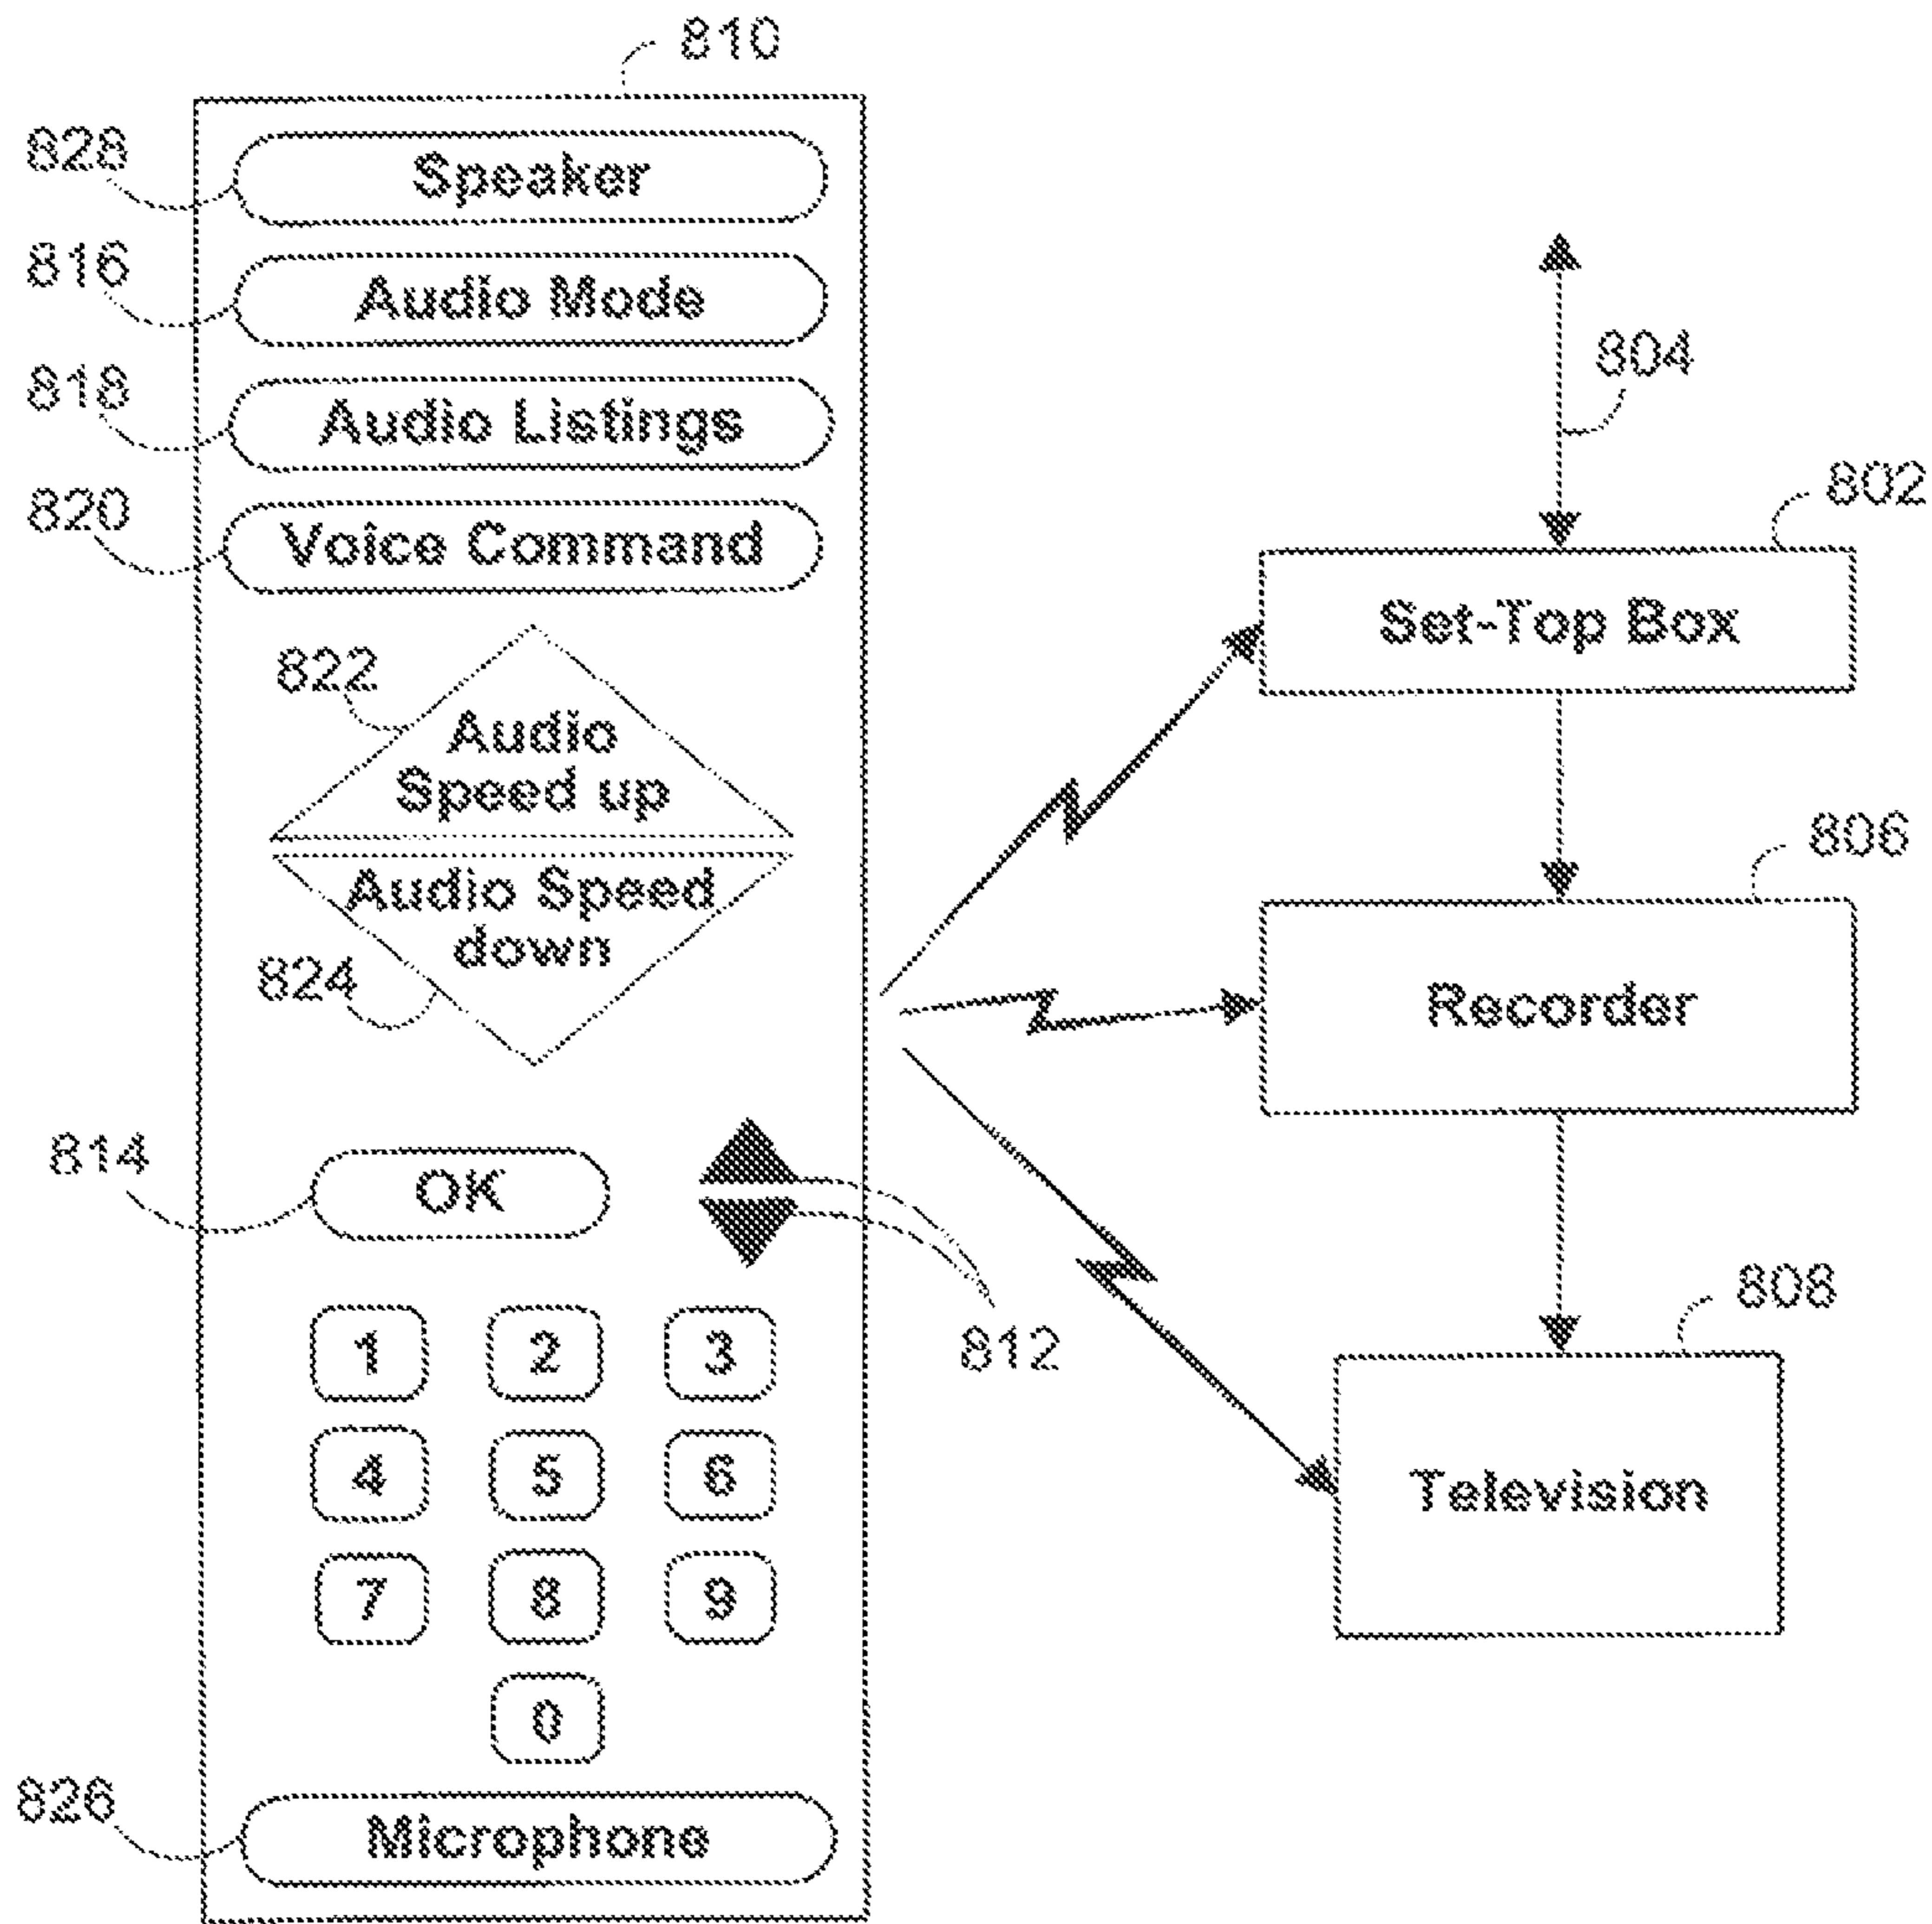 810
828
Speaker
816
Audio Mode
818
Audio Listings
820
Voice Command
822
Audio
Speed up
Audio Speed
down
824
814
OK
812
1 2 3
4 5 6
7 8 9
0
826
Microphone
804
802
Set-Top Box
806
Recorder
808
Television